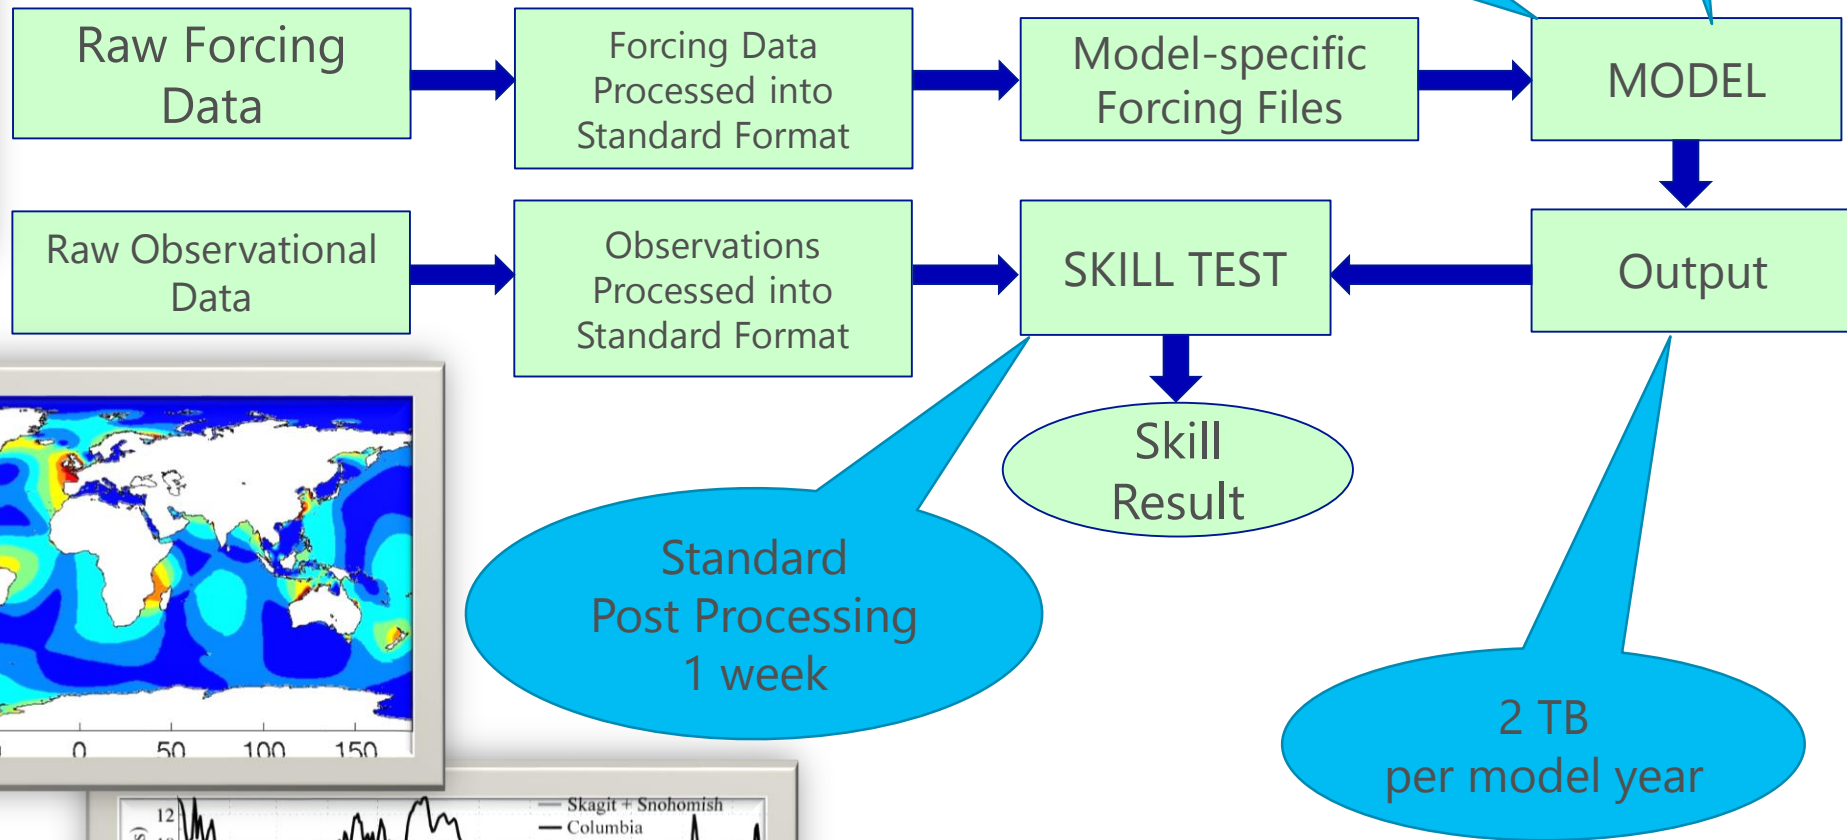 Raw Forcing
Data
Forcing Data
Processed into
Standard Format
Model-specific
Forcing Files
MODEL
Raw Observational
Data
Observations
Processed into
Standard Format
SKILL TEST
Output
Skill
Result
Standard
Post Processing
1 week
2 TB
per model year
0 50 100 150
12
Skagit + Snohomish
Columbia